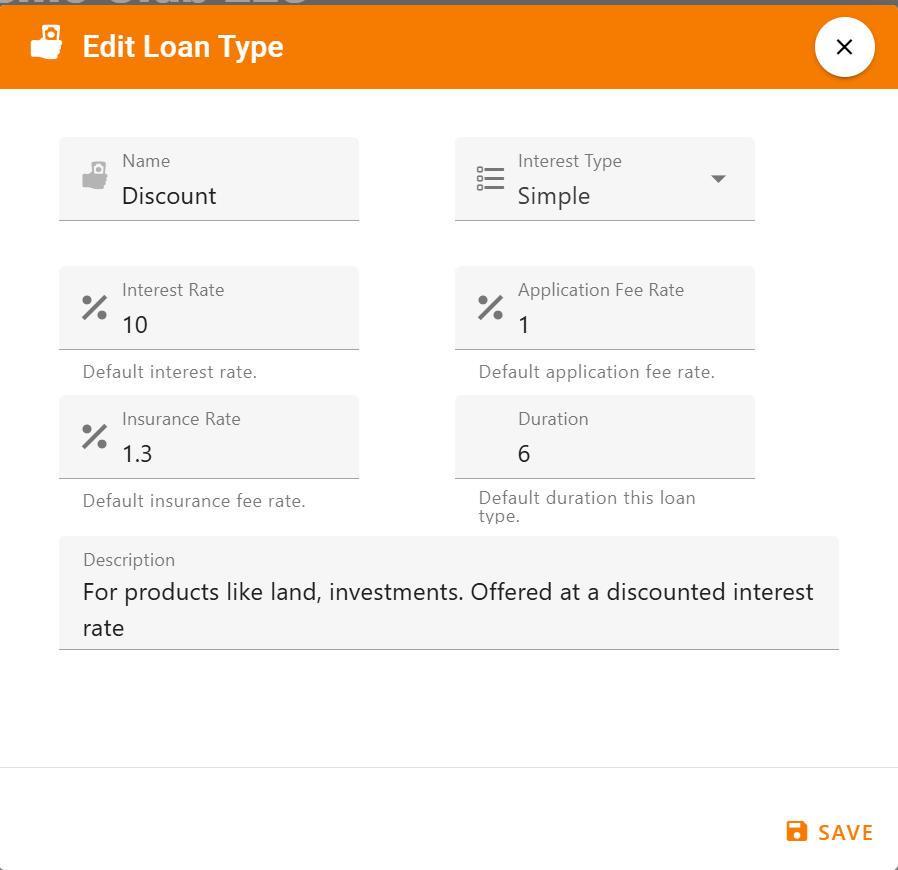 Edit Loan Type
Name
Discount
Interest Type
Simple
Interest Rate
10
Default interest rate.
Application Fee Rate
1
Default application fee rate.
Insurance Rate
1.3
Default insurance fee rate.
Duration
6
Default duration this loan
type.
Description
For products like land, investments. Offered at a discounted interest
rate
SAVE